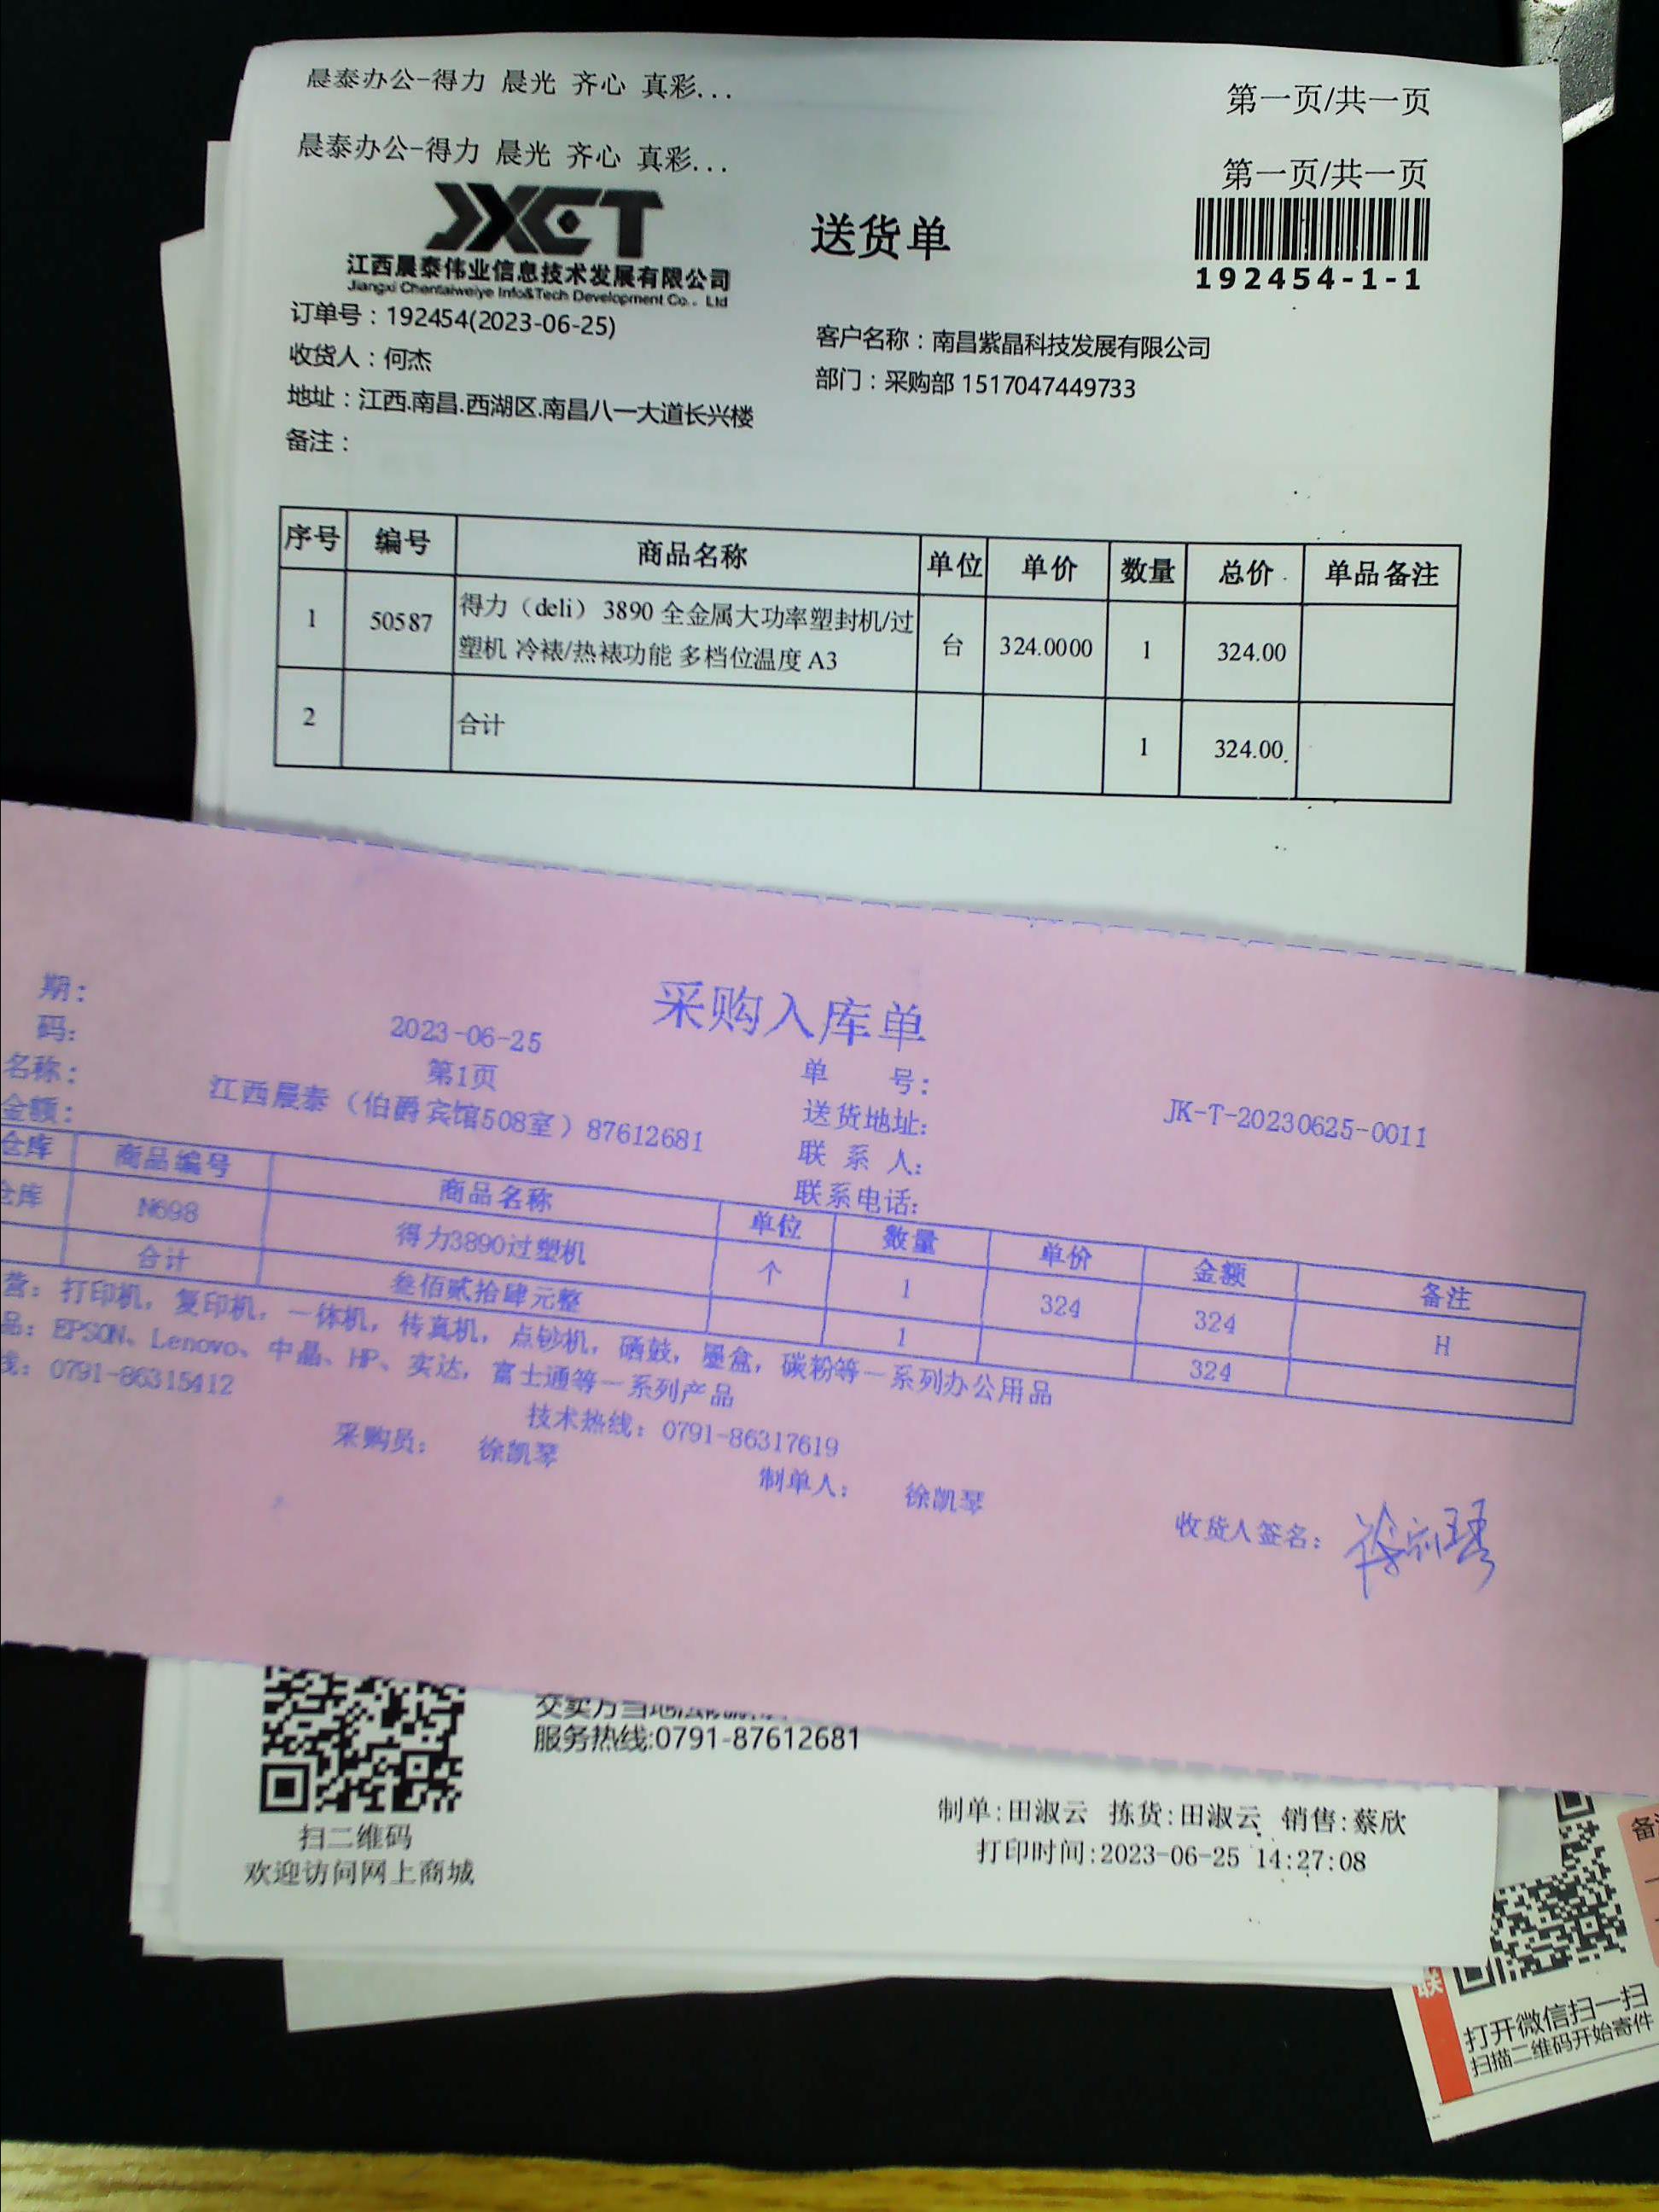 晨泰办公-得力 晨光 齐心 真彩...
第一页/共一页
晨泰办公-得力 晨光 齐心 真彩...
第一页/共一页
JXCT
江西晨泰伟业信息技术发展有限公司
Jiangxi Chentaiweiye Info&Tech Development Co., Ltd
送货单
192454-1-1
订单号：192454(2023-06-25)
收货人：何杰
地址：江西.南昌.西湖区.南昌八一大道长兴楼
备注：
客户名称：南昌紫晶科技发展有限公司
部门：采购部 1517047449733
序号 编号 商品名称 单位 单价 数量 总价 单品备注
1 50587 得力（deli）3890 全金属大功率塑封机/过 台 324.0000 1 324.00
塑机 冷裱/热裱功能 多档位温度 A3
2 合计 1 324.00
采购入库单
期： 2023-06-25 单 号： JK-T-20230625-0011
码： 第1页 送货地址：
名称： 江西晨泰（伯爵宾馆508室）87612681 联 系 人：
金额： 联系电话：
仓库 商品编号 商品名称 单位 数量 单价 金额 备注
仓库 N698 得力3890过塑机 个 1 324 324 H
合计 叁佰贰拾肆元整 1 324
营：打印机，复印机，一体机，传真机，点钞机，硒鼓，墨盒，碳粉等一系列办公用品
品：EPSON、Lenovo、中晶、HP、实达，富士通等一系列产品
线：0791-86315412 技术热线：0791-86317619
采购员： 徐凯琴 制单人： 徐凯琴 收货人签名： 徐凯琴
服务热线:0791-87612681
扫二维码
欢迎访问网上商城
制单:田淑云 拣货:田淑云 销售:蔡欣
打印时间:2023-06-25 14:27:08
联
打开微信扫一扫
扫描二维码开始寄件